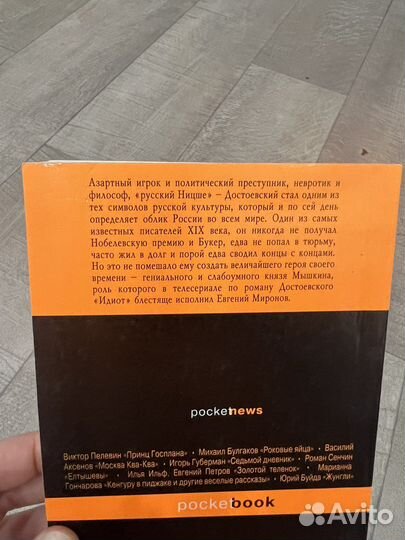 Азартный игрок и политический преступник, невротик и
философ, «русский Ницше» – Достоевский стал одним из
тех символов русской культуры, который и по сей день
определяет облик России во всем мире. Один из самых
известных писателей XIX века, он никогда не получал
Нобелевскую премию и Букер, едва не попал в тюрьму,
часто жил в долг и порой едва сводил концы с концами.
Но это не помешало ему создать величайшего героя своего
времени – гениального и слабоумного князя Мышкина,
роль которого в телесериале по роману Достоевского
«Идиот» блестяще исполнил Евгений Миронов.
pocketnews
Виктор Пелевин «Принц Госплана» • Михаил Булгаков «Роковые яйца» • Василий
Аксенов «Москва Ква-Ква» • Игорь Губерман «Седьмой дневник» • Роман Сенчин
«Елтышевы» • Илья Ильф, Евгений Петров «Золотой теленок» • Марианна
Гончарова «Кенгуру в пиджаке и другие веселые рассказы» • Юрий Буйда «Жунгли»
pocketbook
Avito